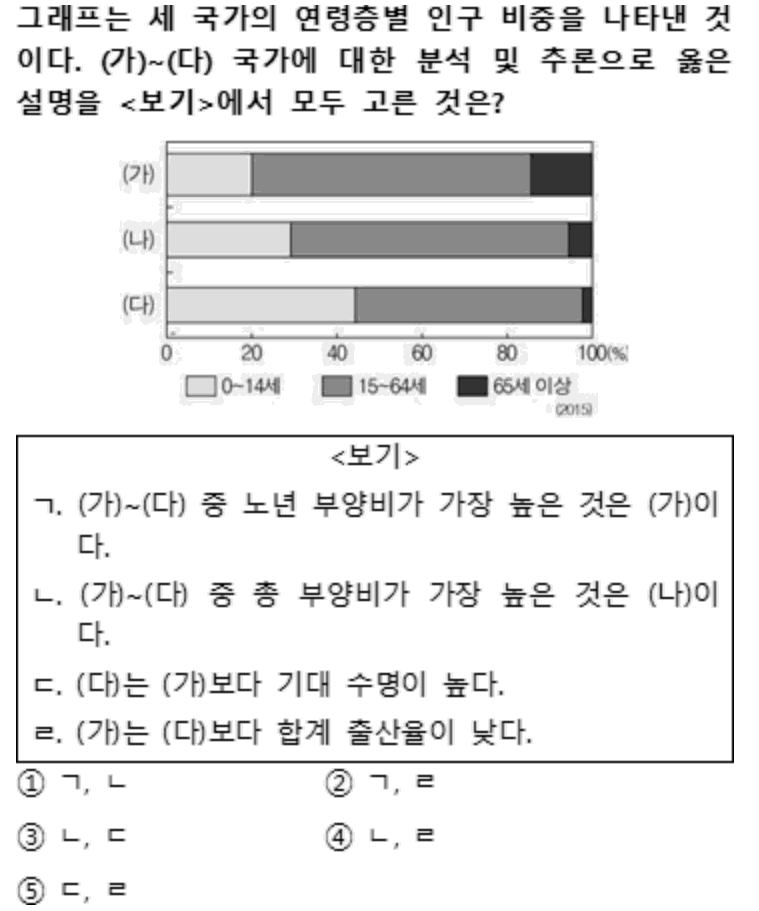 그래프는 세 국가의 연령층별 인구 비중을 나타낸 것
이다. (가)~(다) 국가에 대한 분석 및 추론으로 옳은
설명을 <보기>에서 모두 고른 것은?
(가)
(나)
(다)
0 20 40 60 80 100(%)
0~14세 15~64세 65세 이상
(2015)
<보기>
ㄱ. (가)~(다) 중 노년 부양비가 가장 높은 것은 (가)이
다.
ㄴ. (가)~(다) 중 총 부양비가 가장 높은 것은 (나)이
다.
ㄷ. (다)는 (가)보다 기대 수명이 높다.
ㄹ. (가)는 (다)보다 합계 출산율이 낮다.
① ㄱ, ㄴ ② ㄱ, ㄹ
③ ㄴ, ㄷ ④ ㄴ, ㄹ
⑤ ㄷ, ㄹ